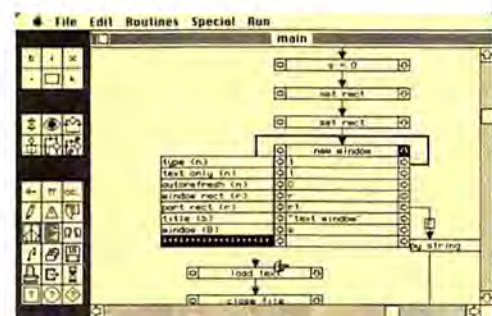 File Edit Routines Special Run
main
set rect
set rect
new window
type (n) 1
text only (n) 1
autorefresh (n) 0
window rect (r) r
port rect (r) r1
title (b) "text window"
window (B) w
by string
load text
close file